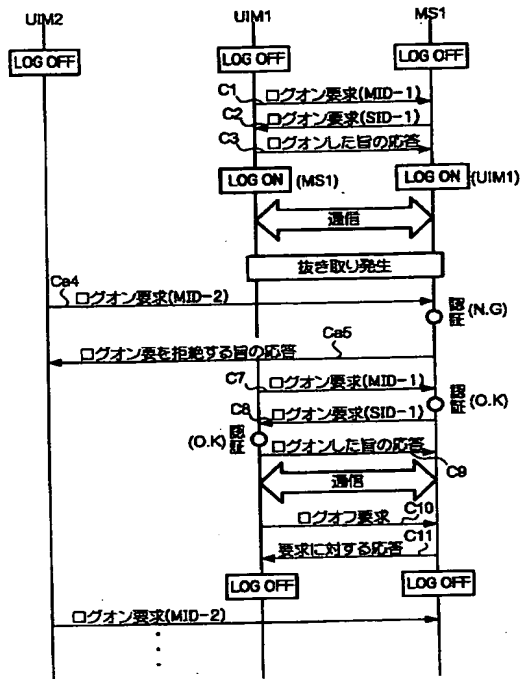 UIM2 UIM1 MS1
LOG OFF LOG OFF LOG OFF
C1 ログオン要求(MID-1)
C2 ログオン要求(SID-1)
C3 ログオンした旨の応答
LOG ON (MS1) LOG ON (UIM1)
通信
抜き取り発生
Ca4 ログオン要求(MID-2)
認証 (N.G)
Ca5
ログオン要を拒絶する旨の応答
C7 ログオン要求(MID-1)
認証 (O.K)
C8 ログオン要求(SID-1)
(O.K) 認証
ログオンした旨の応答
C9
通信
C10
ログオフ要求
C11
要求に対する応答
LOG OFF LOG OFF
ログオン要求(MID-2)